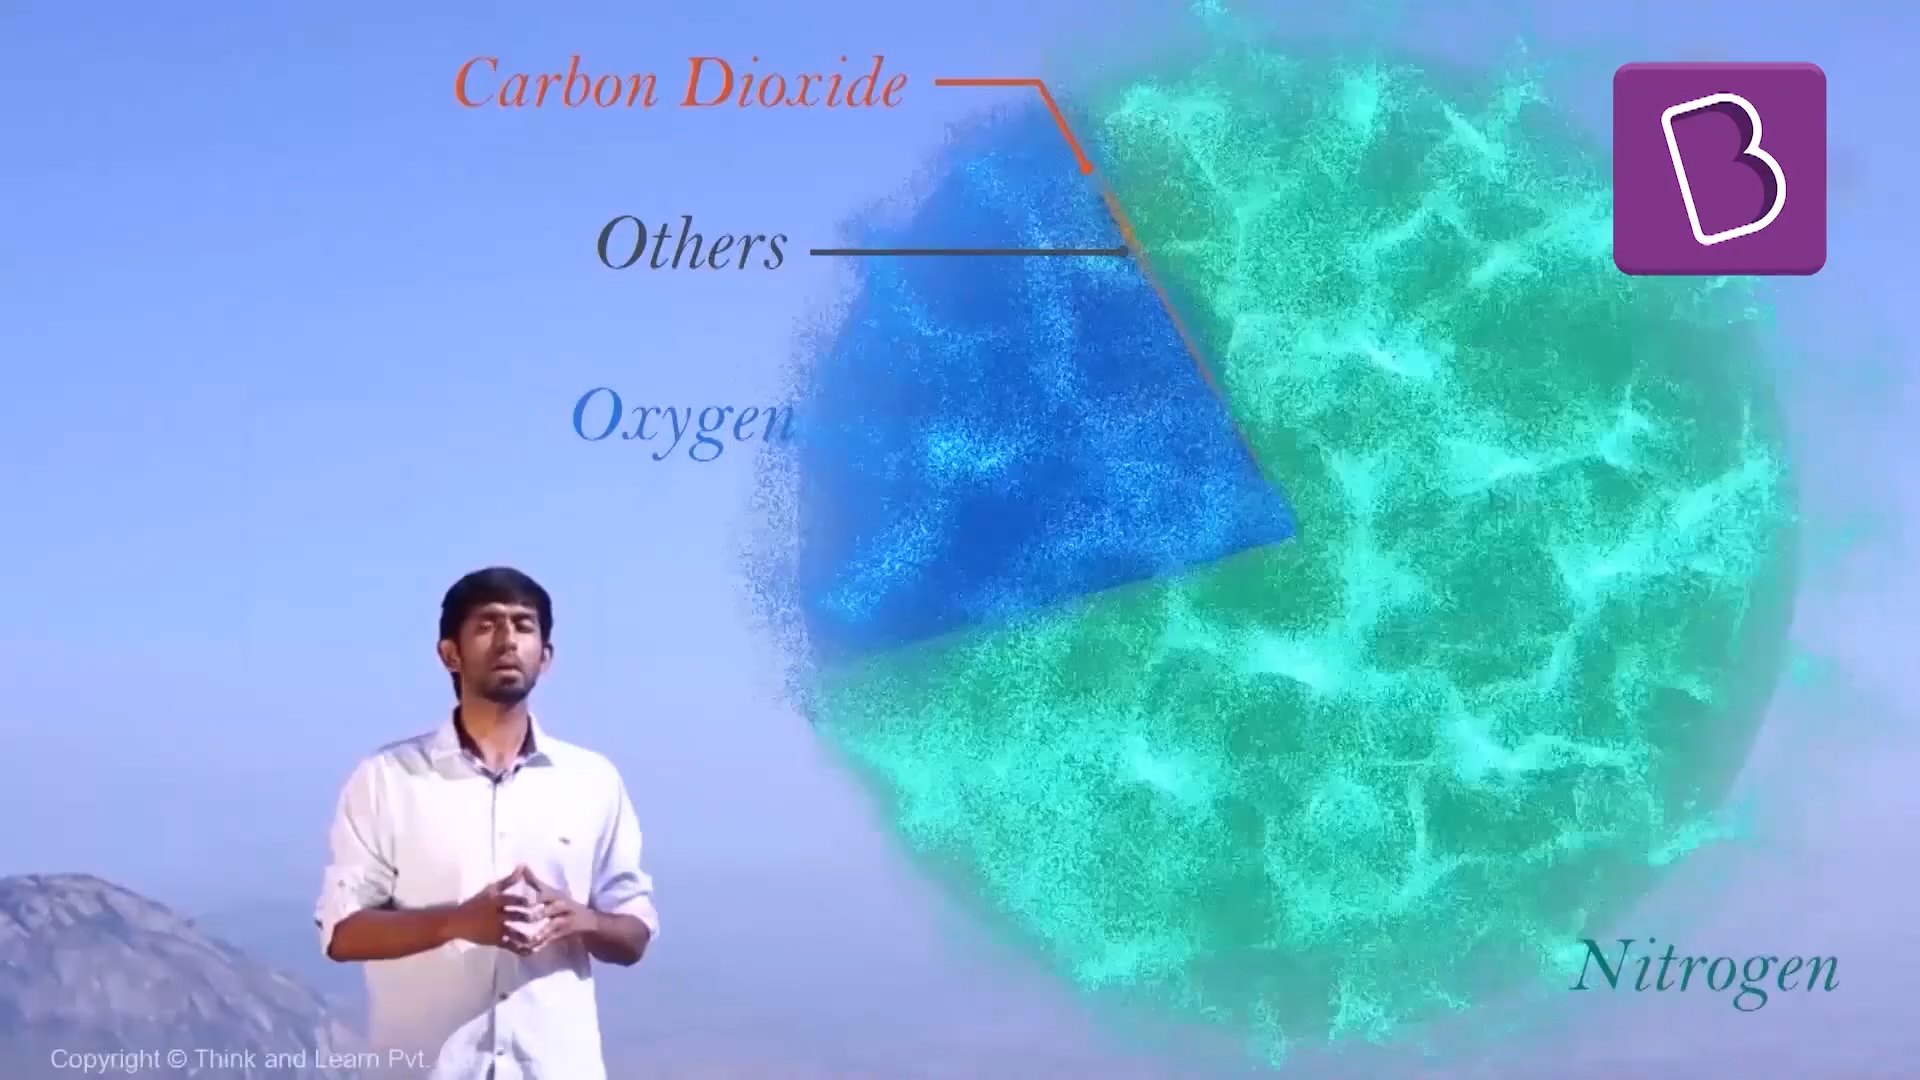 Carbon Dioxide
Others
Oxygen
Nitrogen
Copyright © Think and Learn Pvt.